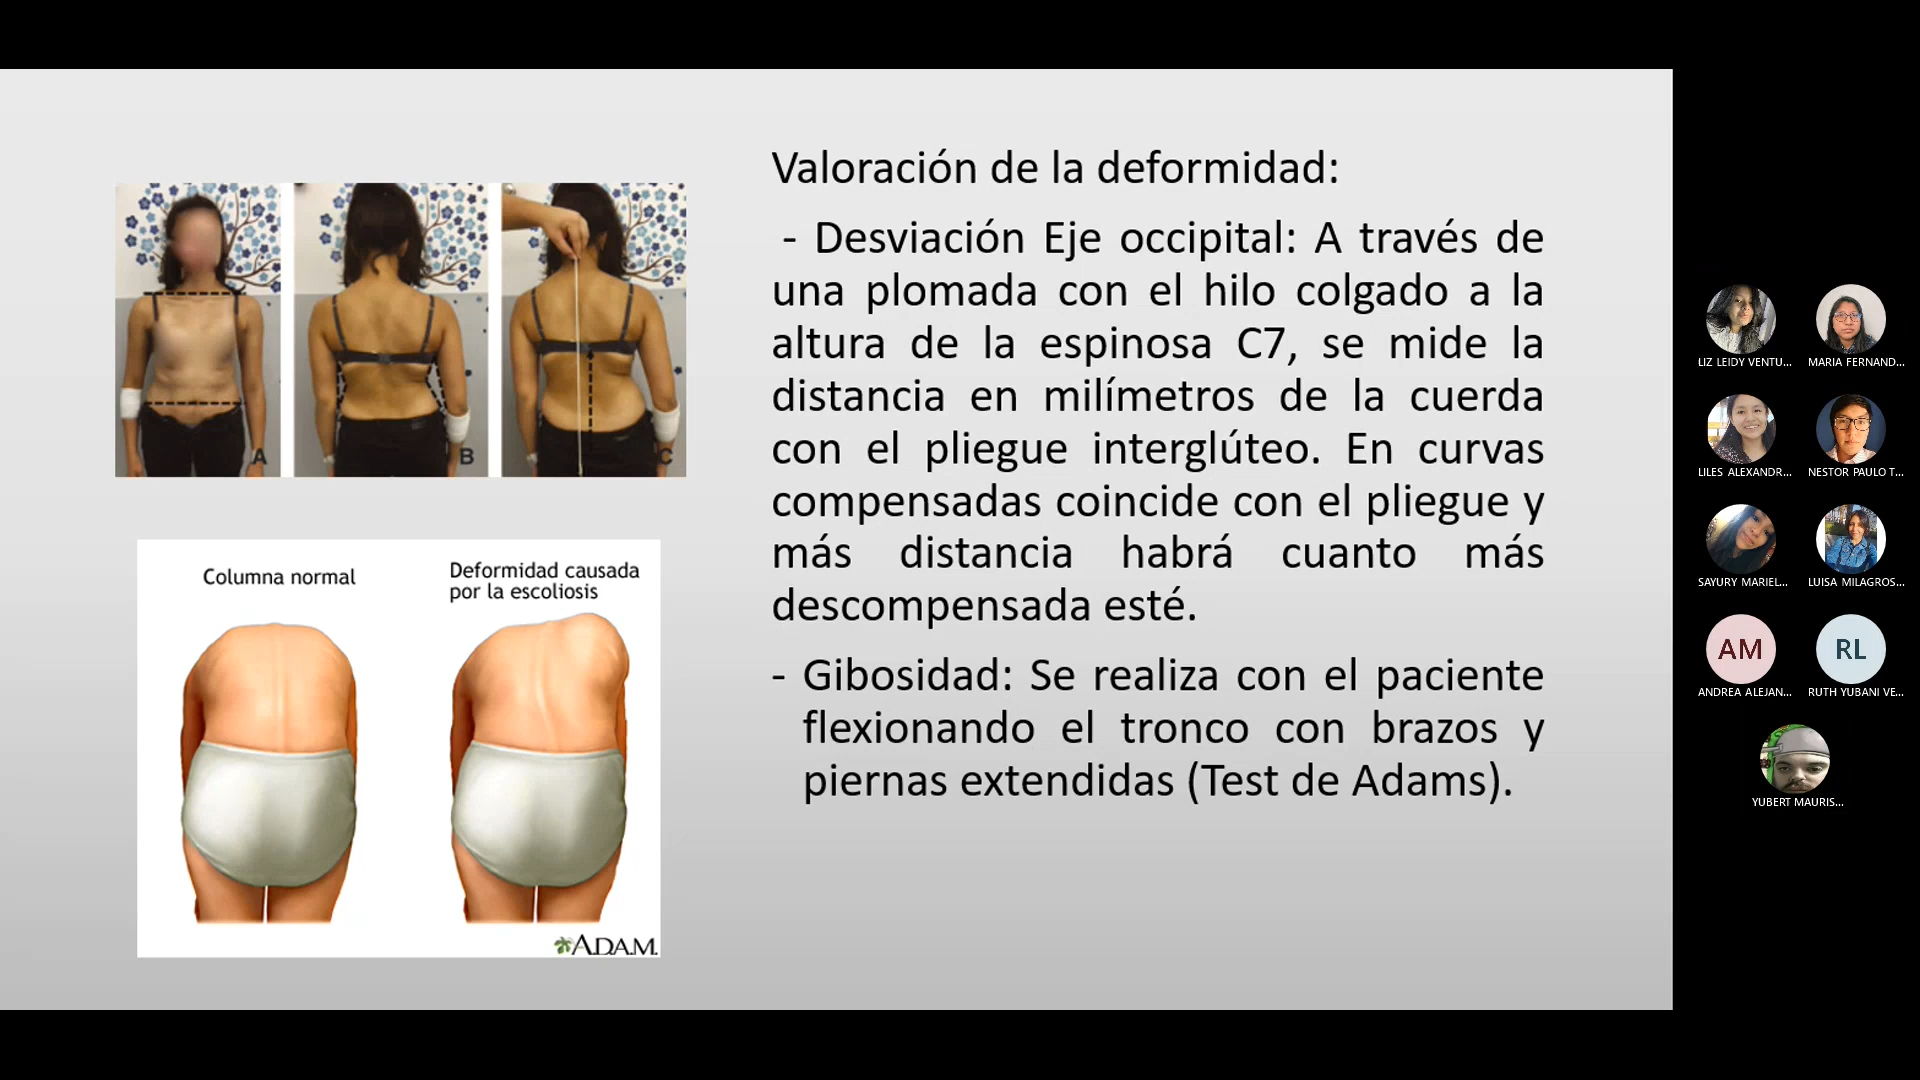 Valoración de la deformidad:
- Desviación Eje occipital: A través de
una plomada con el hilo colgado a la
altura de la espinosa C7, se mide la
distancia en milímetros de la cuerda
con el pliegue interglúteo. En curvas
compensadas coincide con el pliegue y
más distancia habrá cuanto más
descompensada esté.
- Gibosidad: Se realiza con el paciente
flexionando el tronco con brazos y
piernas extendidas (Test de Adams).
A
B
C
Columna normal
Deformidad causada
por la escoliosis
A.D.A.M.
LIZ LEIDY VENTU...
MARIA FERNAND...
LILES ALEXANDR...
NESTOR PAULO T...
SAYURY MARIEL...
LUISA MILAGROS...
AM
RL
ANDREA ALEJAN...
RUTH YUBANI VE...
YUBERT MAURIS...